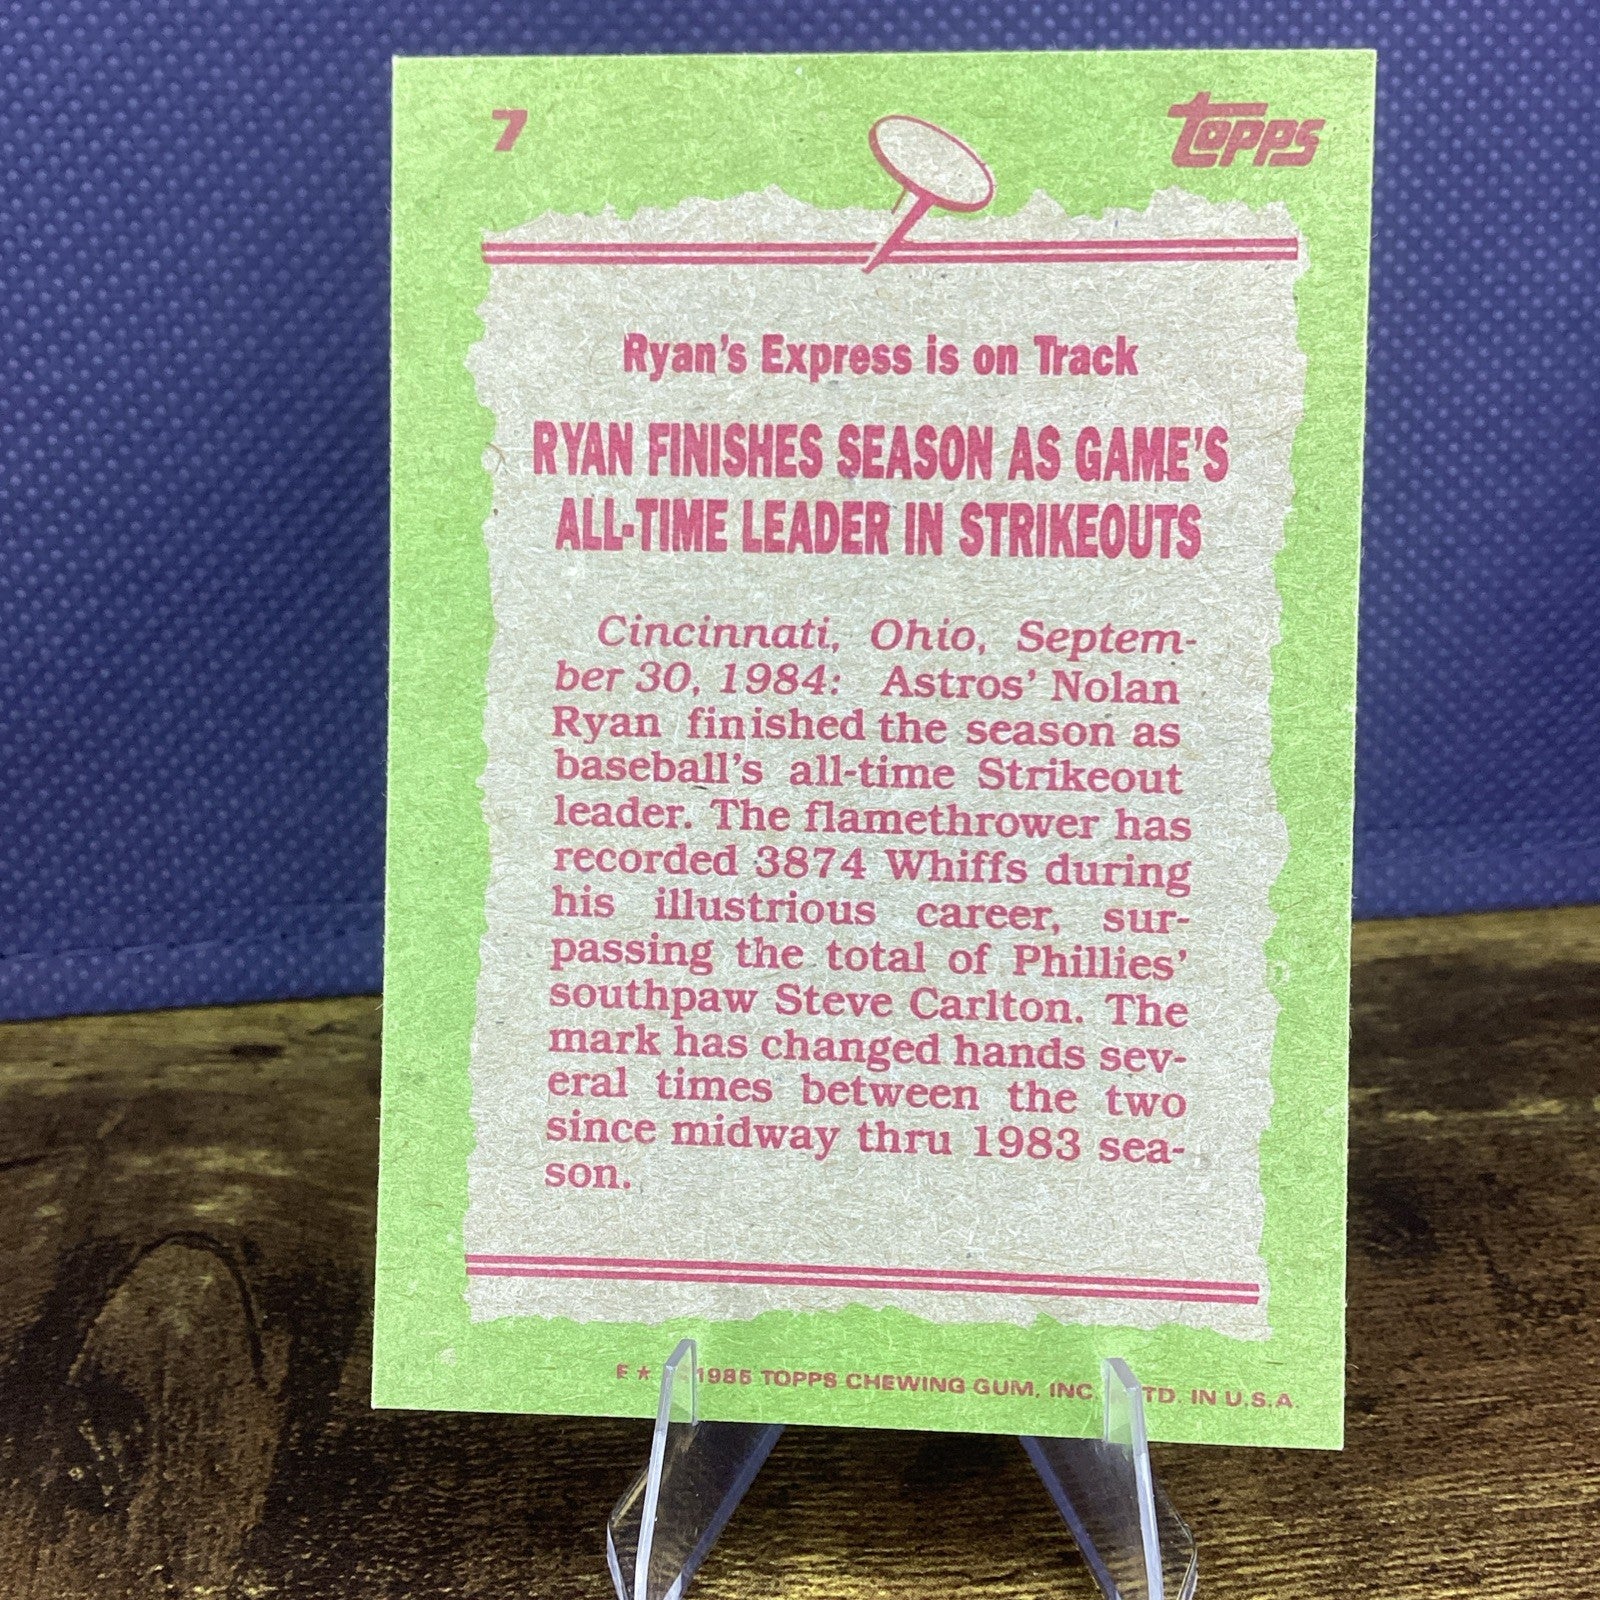 7
topps
Ryan's Express is on Track
RYAN FINISHES SEASON AS GAME'S
ALL-TIME LEADER IN STRIKEOUTS
Cincinnati, Ohio, Septem-
ber 30, 1984: Astros' Nolan
Ryan finished the season as
baseball's all-time Strikeout
leader. The flamethrower has
recorded 3874 Whiffs during
his illustrious career, sur-
passing the total of Phillies'
southpaw Steve Carlton. The
mark has changed hands sev-
eral times between the two
since midway thru 1983 sea-
son.
E ★ 1985 TOPPS CHEWING GUM, INC. TD. IN U.S.A